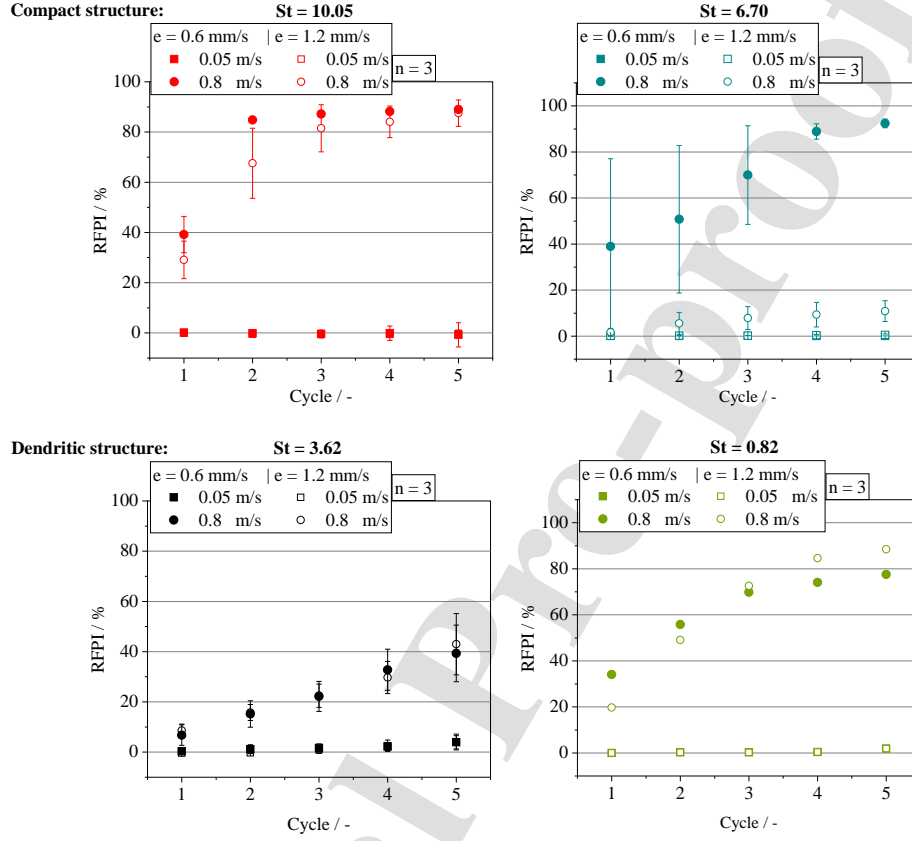 Compact structure: St = 10.05 St = 6.70
e = 0.6 mm/s | e = 1.2 mm/s
0.05 m/s 0.05 m/s
0.8 m/s 0.8 m/s
n = 3
100
80
60
40
20
0
RFPI / %
1 2 3 4 5
Cycle / -
e = 0.6 mm/s | e = 1.2 mm/s
0.05 m/s 0.05 m/s
0.8 m/s 0.8 m/s
n = 3
100
80
60
40
20
0
RFPI / %
1 2 3 4 5
Cycle / -
Dendritic structure: St = 3.62 St = 0.82
e = 0.6 mm/s | e = 1.2 mm/s
0.05 m/s 0.05 m/s
0.8 m/s 0.8 m/s
n = 3
100
80
60
40
20
0
RFPI / %
1 2 3 4 5
Cycle / -
e = 0.6 mm/s | e = 1.2 mm/s
0.05 m/s 0.05 m/s
0.8 m/s 0.8 m/s
n = 3
100
80
60
40
20
0
RFPI / %
1 2 3 4 5
Cycle / -
l Pre-proof